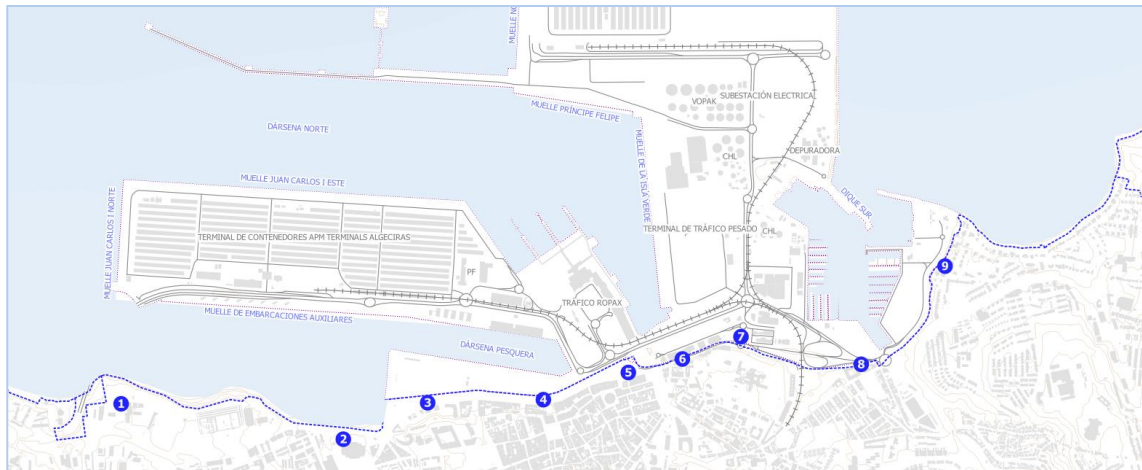 MUELLE N
VOPAK
SUBESTACIÓN ELECTRICA
MUELLE PRÍNCIPE FELIPE
DÁRSENA NORTE
MUELLE DE LA ISLA VERDE
CHL
DEPURADORA
MUELLE JUAN CARLOS I ESTE
DIQUE SUR
MUELLE JUAN CARLOS I NORTE
TERMINAL DE CONTENEDORES APM TERMINALS ALGECIRAS
TERMINAL DE TRÁFICO PESADO
CHL
PF
9
TRÁFICO ROPAX
MUELLE DE EMBARCACIONES AUXILIARES
DÁRSENA PESQUERA
7
6
8
5
4
3
1
2